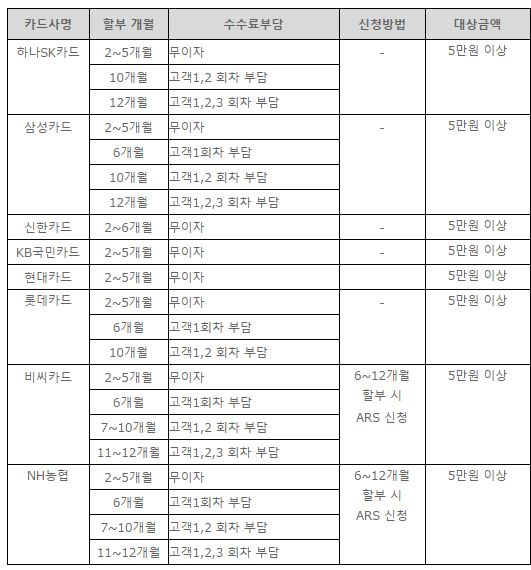 카드사명 할부 개월 수수료부담 신청방법 대상금액
하나SK카드 2~5개월 무이자 - 5만원 이상
10개월 고객1,2 회차 부담
12개월 고객1,2,3 회차 부담
삼성카드 2~5개월 무이자 - 5만원 이상
6개월 고객1회차 부담
10개월 고객1,2 회차 부담
12개월 고객1,2,3 회차 부담
신한카드 2~6개월 무이자 - 5만원 이상
KB국민카드 2~5개월 무이자 - 5만원 이상
현대카드 2~5개월 무이자 5만원 이상
롯데카드 2~5개월 무이자 - 5만원 이상
6개월 고객1회차 부담
10개월 고객1,2 회차 부담
비씨카드 2~5개월 무이자 6~12개월 5만원 이상
6개월 고객1회차 부담 할부 시
7~10개월 고객1,2 회차 부담 ARS 신청
11~12개월 고객1,2,3 회차 부담
NH농협 2~5개월 무이자 6~12개월 5만원 이상
6개월 고객1회차 부담 할부 시
7~10개월 고객1,2 회차 부담 ARS 신청
11~12개월 고객1,2,3 회차 부담